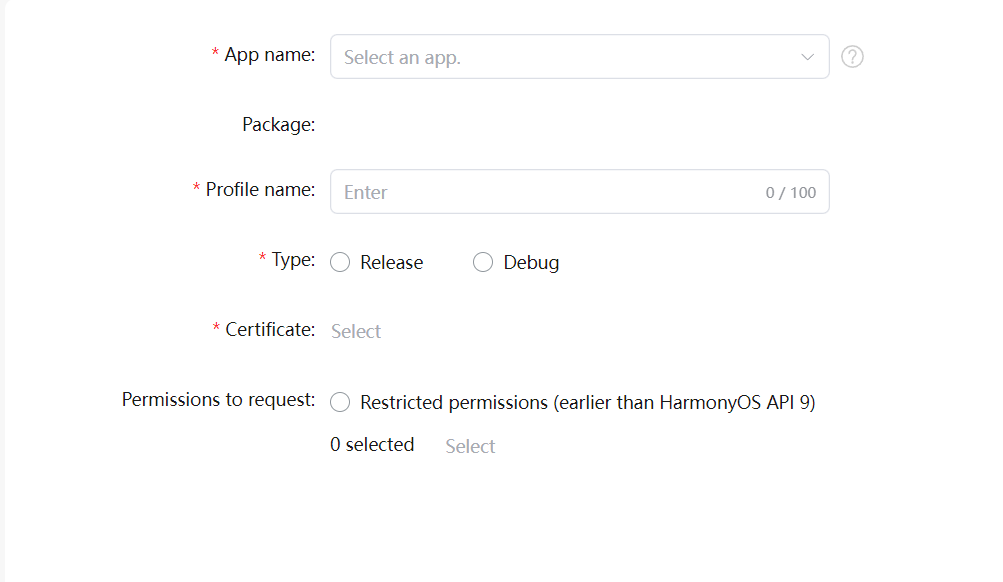 * App name: Select an app. ?
Package:
* Profile name: Enter 0 / 100
* Type: Release Debug
* Certificate: Select
Permissions to request: Restricted permissions (earlier than HarmonyOS API 9)
0 selected Select